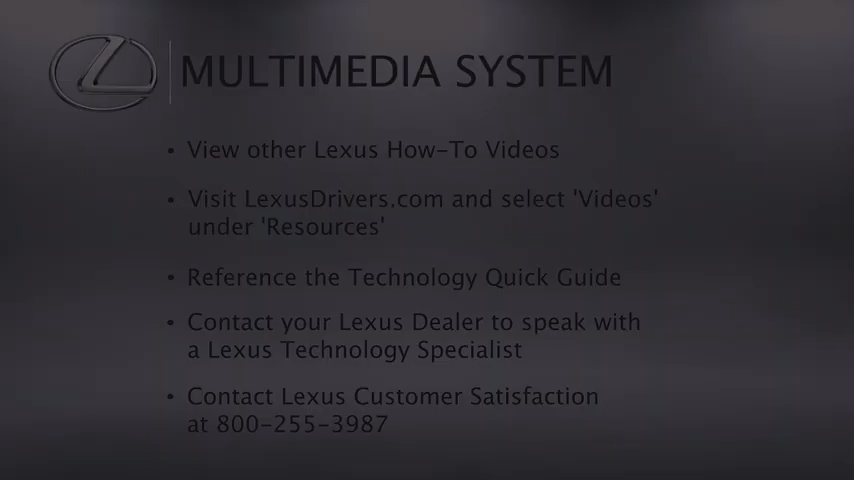 MULTIMEDIA SYSTEM
• View other Lexus How-To Videos
• Visit LexusDrivers.com and select 'Videos'
under 'Resources'
• Reference the Technology Quick Guide
• Contact your Lexus Dealer to speak with
a Lexus Technology Specialist
• Contact Lexus Customer Satisfaction
at 800-255-3987